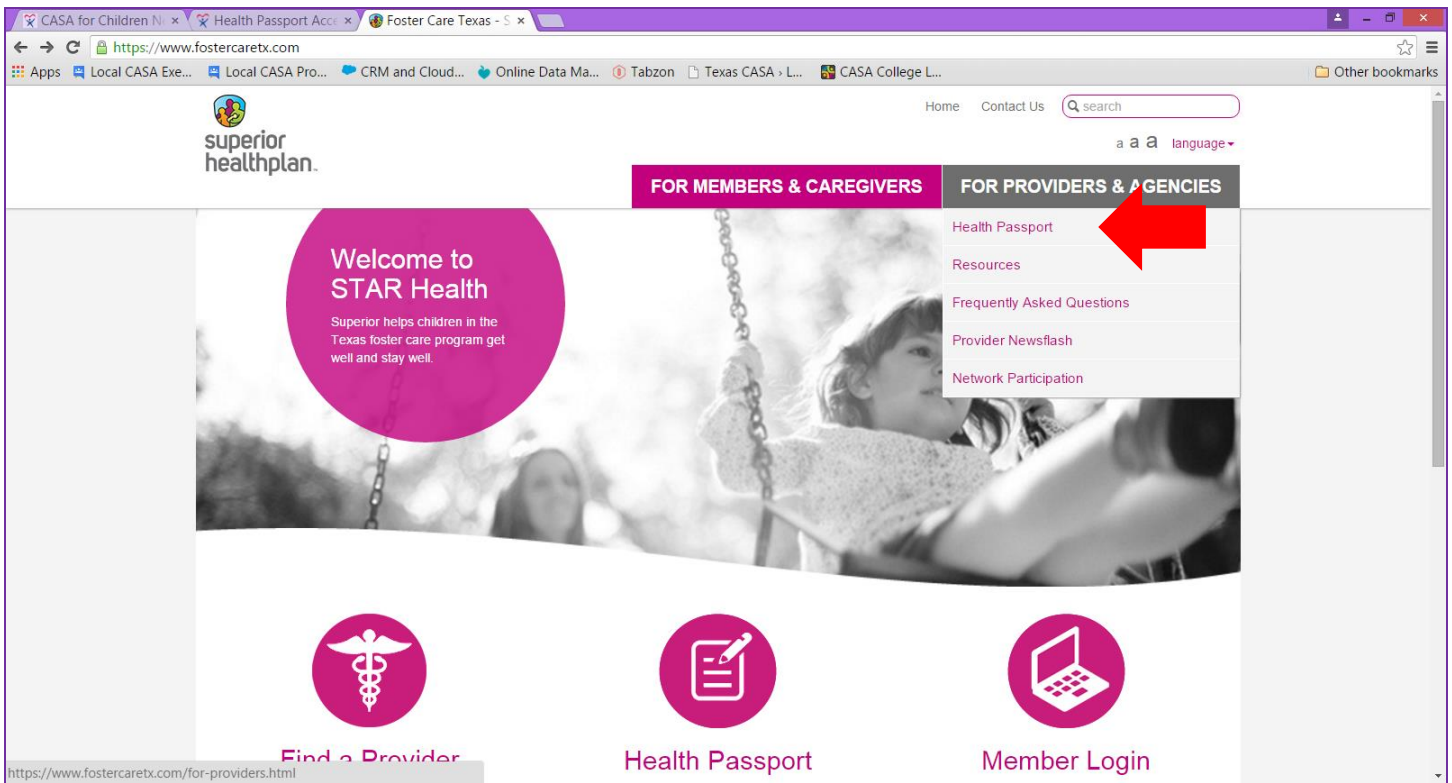 CASA for Children N
Health Passport Acce
Foster Care Texas - S
https://www.fostercaretx.com
Apps
Local CASA Exe...
Local CASA Pro...
CRM and Cloud...
Online Data Ma...
Tabzon
Texas CASA › L...
CASA College L...
Other bookmarks
superior
healthplan™
Home
Contact Us
search
a a a
language
FOR MEMBERS & CAREGIVERS
FOR PROVIDERS & AGENCIES
Health Passport
Resources
Frequently Asked Questions
Provider Newsflash
Network Participation
Welcome to
STAR Health
Superior helps children in the
Texas foster care program get
well and stay well.
Find a Provider
Health Passport
Member Login
https://www.fostercaretx.com/for-providers.html